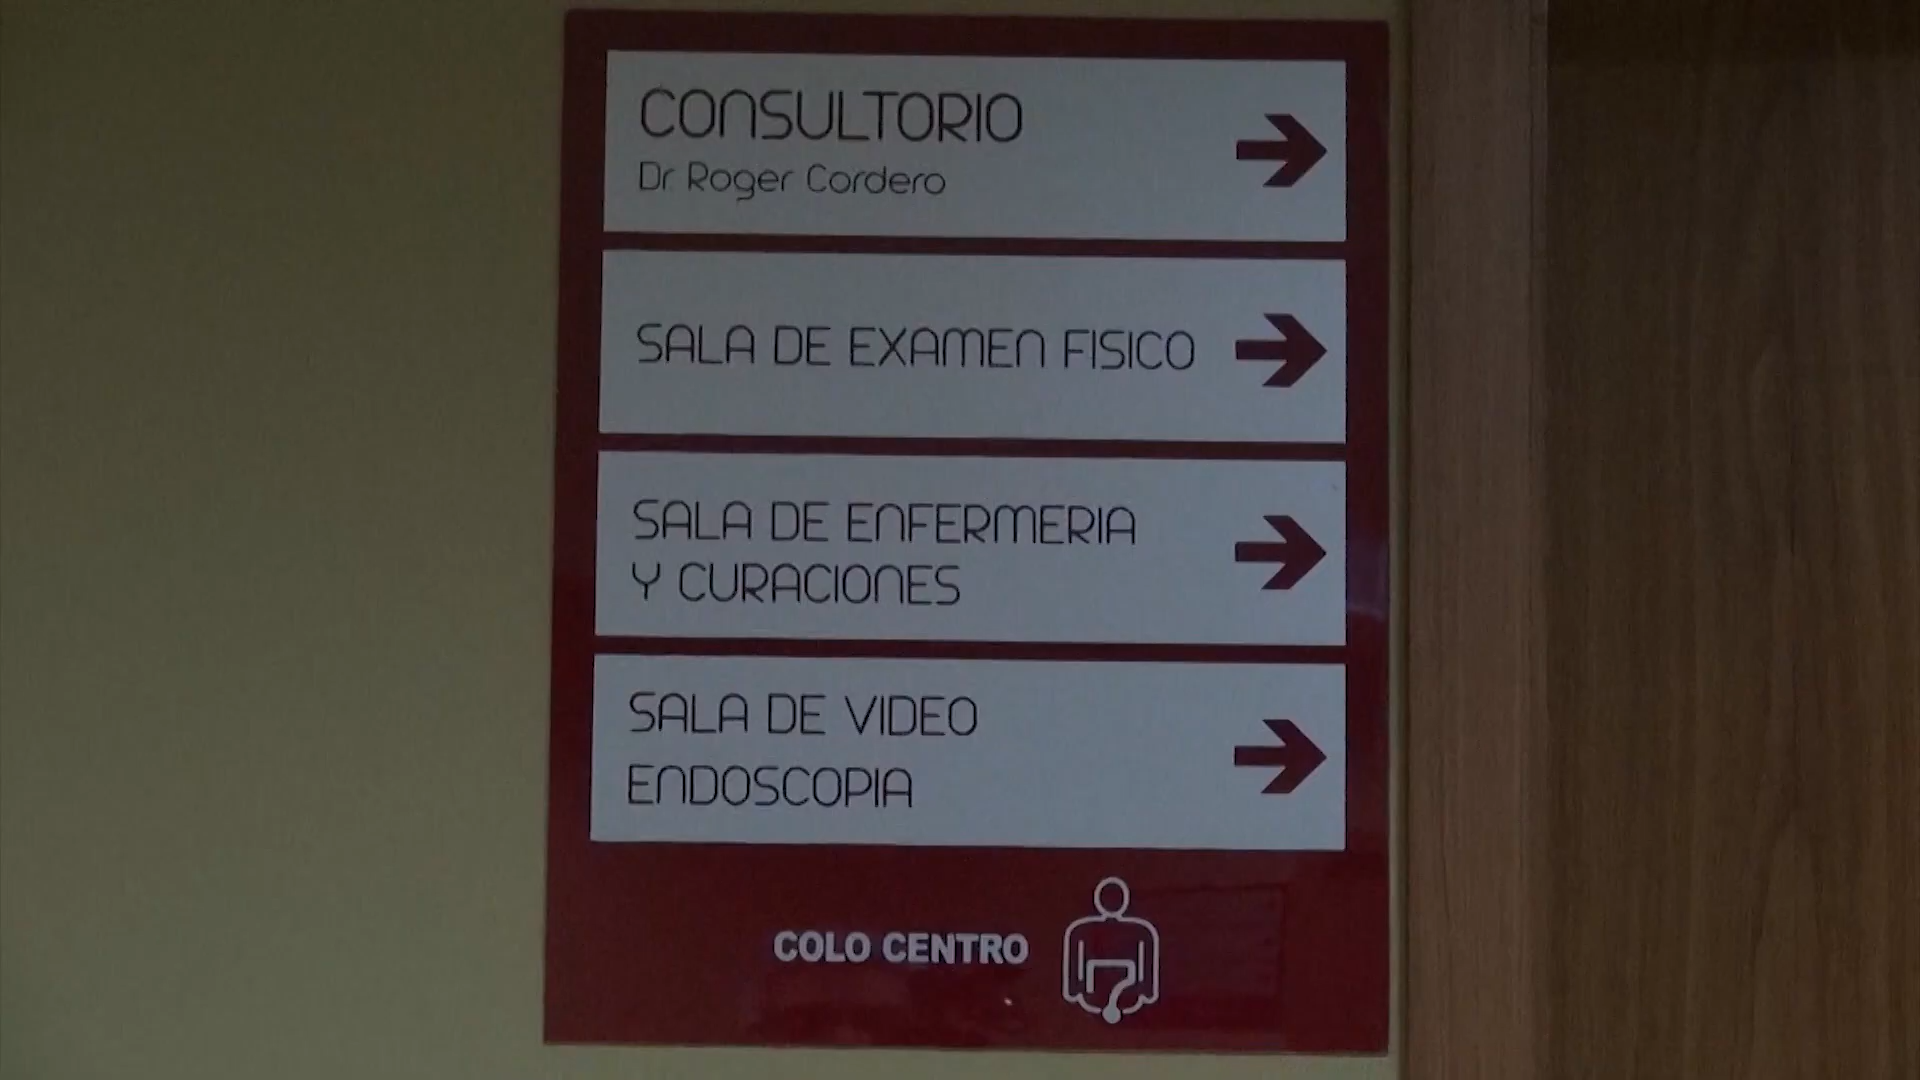 CONSULTORIO
Dr. Roger Cordero
SALA DE EXAMEN FISICO
SALA DE ENFERMERIA
Y CURACIONES
SALA DE VIDEO
ENDOSCOPIA
COLO CENTRO